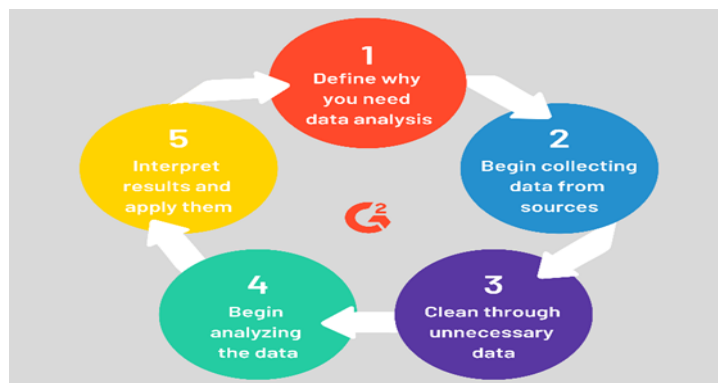 1
Define why
you need
data analysis
2
Begin collecting
data from
sources
3
Clean through
unnecessary
data
4
Begin
analyzing
the data
5
Interpret
results and
apply them
G2